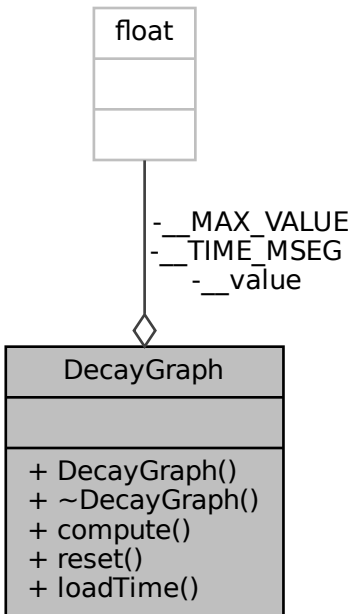 float
-__MAX_VALUE
-__TIME_MSEG
-__value
DecayGraph
+ DecayGraph()
+ ~DecayGraph()
+ compute()
+ reset()
+ loadTime()